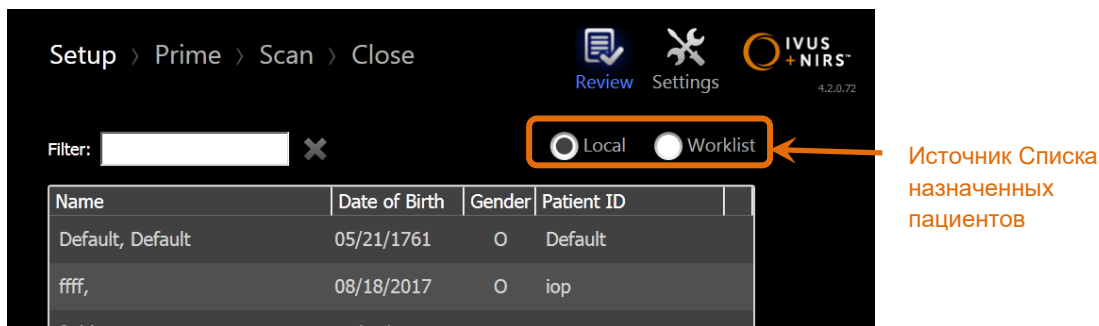 Setup > Prime > Scan > Close
Review
Settings
IVUS
+NIRS™
4.2.0.72
Filter:
Local
Worklist
Источник Списка
назначенных
пациентов
Name Date of Birth Gender Patient ID
Default, Default 05/21/1761 O Default
ffff, 08/18/2017 O iop